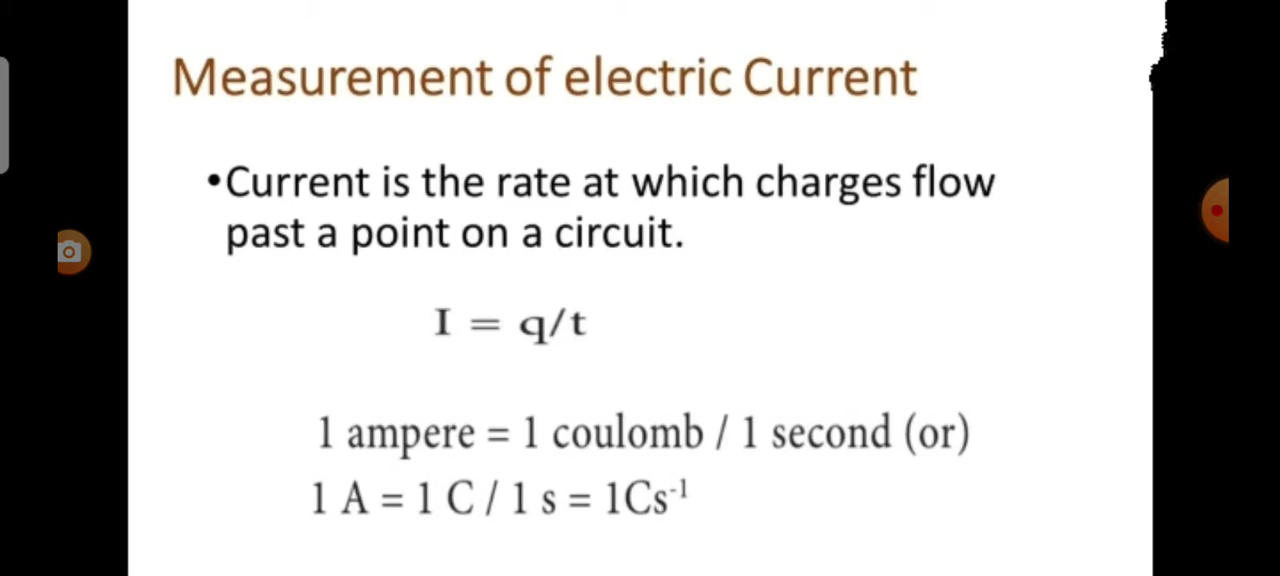 Measurement of electric Current
•Current is the rate at which charges flow
past a point on a circuit.
I = q/t
1 ampere = 1 coulomb / 1 second (or)
1 A = 1 C / 1 s = 1Cs⁻¹